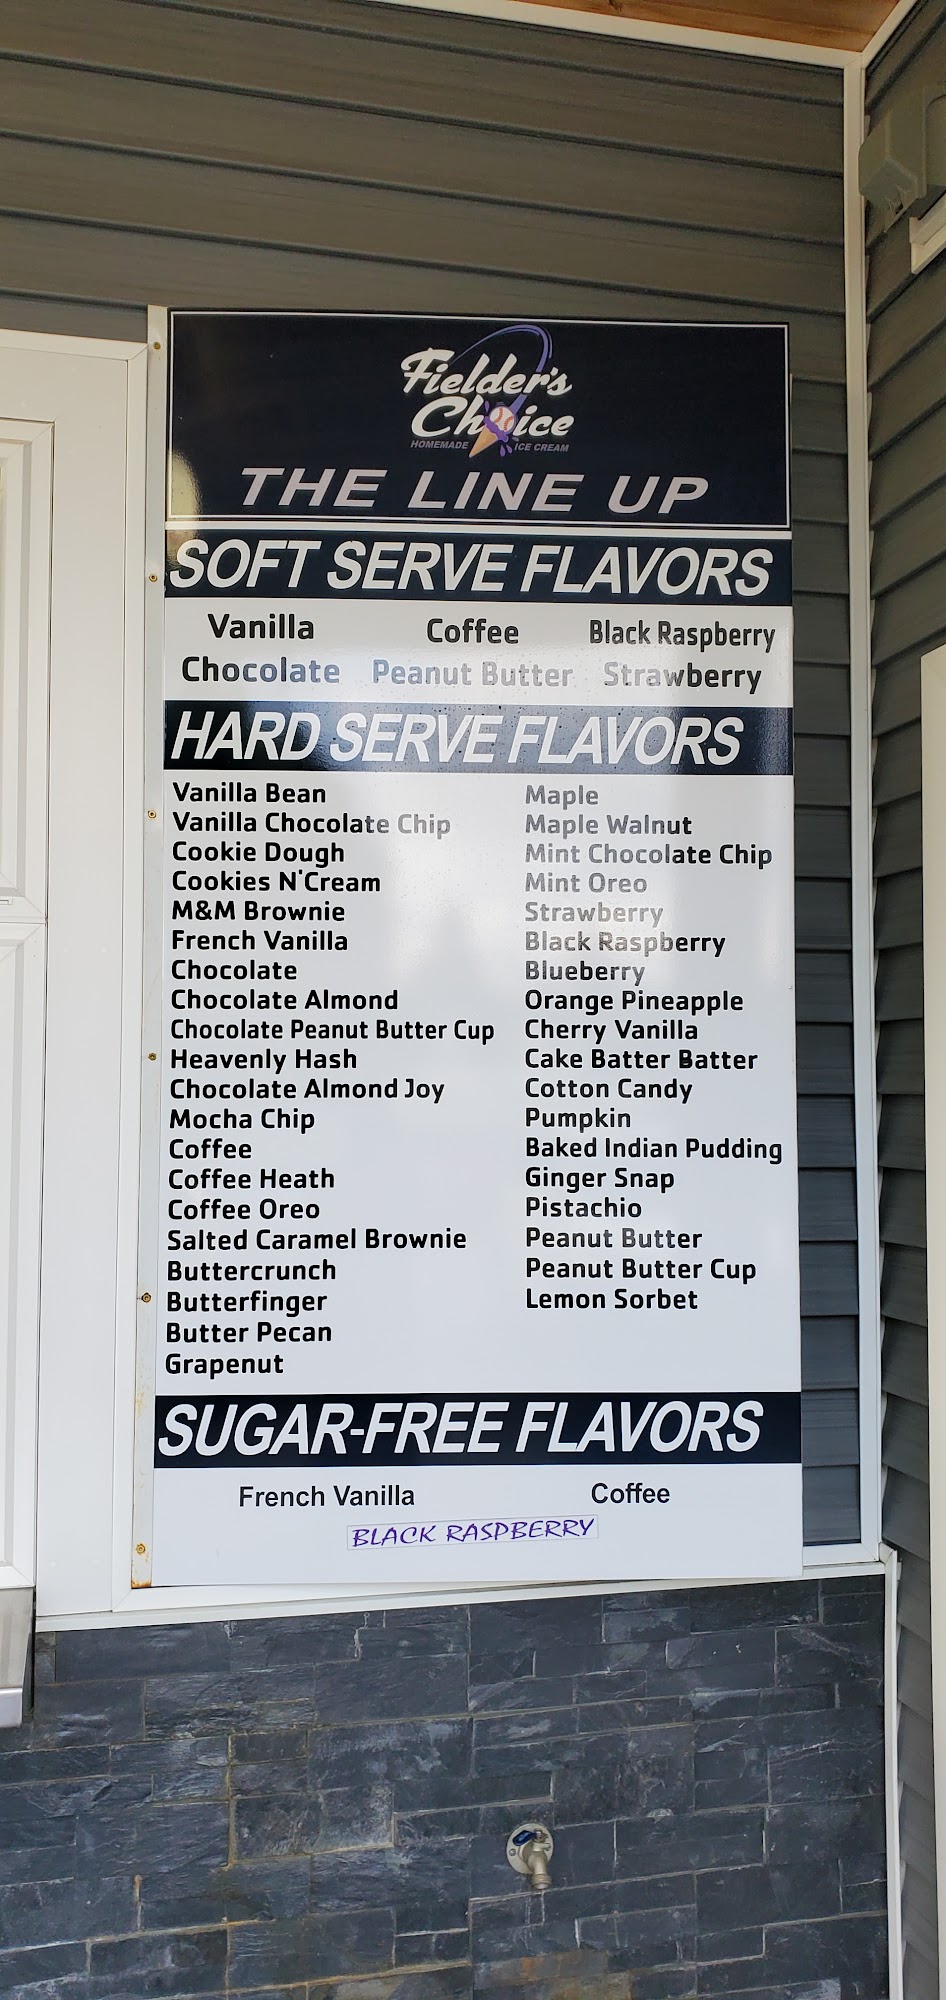 Fielder's
Choice
HOMEMADE ICE CREAM
THE LINE UP
SOFT SERVE FLAVORS
Vanilla Coffee Black Raspberry
Chocolate Peanut Butter Strawberry
HARD SERVE FLAVORS
Vanilla Bean
Vanilla Chocolate Chip
Cookie Dough
Cookies N'Cream
M&M Brownie
French Vanilla
Chocolate
Chocolate Almond
Chocolate Peanut Butter Cup
Heavenly Hash
Chocolate Almond Joy
Mocha Chip
Coffee
Coffee Heath
Coffee Oreo
Salted Caramel Brownie
Buttercrunch
Butterfinger
Butter Pecan
Grapenut
Maple
Maple Walnut
Mint Chocolate Chip
Mint Oreo
Strawberry
Black Raspberry
Blueberry
Orange Pineapple
Cherry Vanilla
Cake Batter Batter
Cotton Candy
Pumpkin
Baked Indian Pudding
Ginger Snap
Pistachio
Peanut Butter
Peanut Butter Cup
Lemon Sorbet
SUGAR-FREE FLAVORS
French Vanilla Coffee
BLACK RASPBERRY